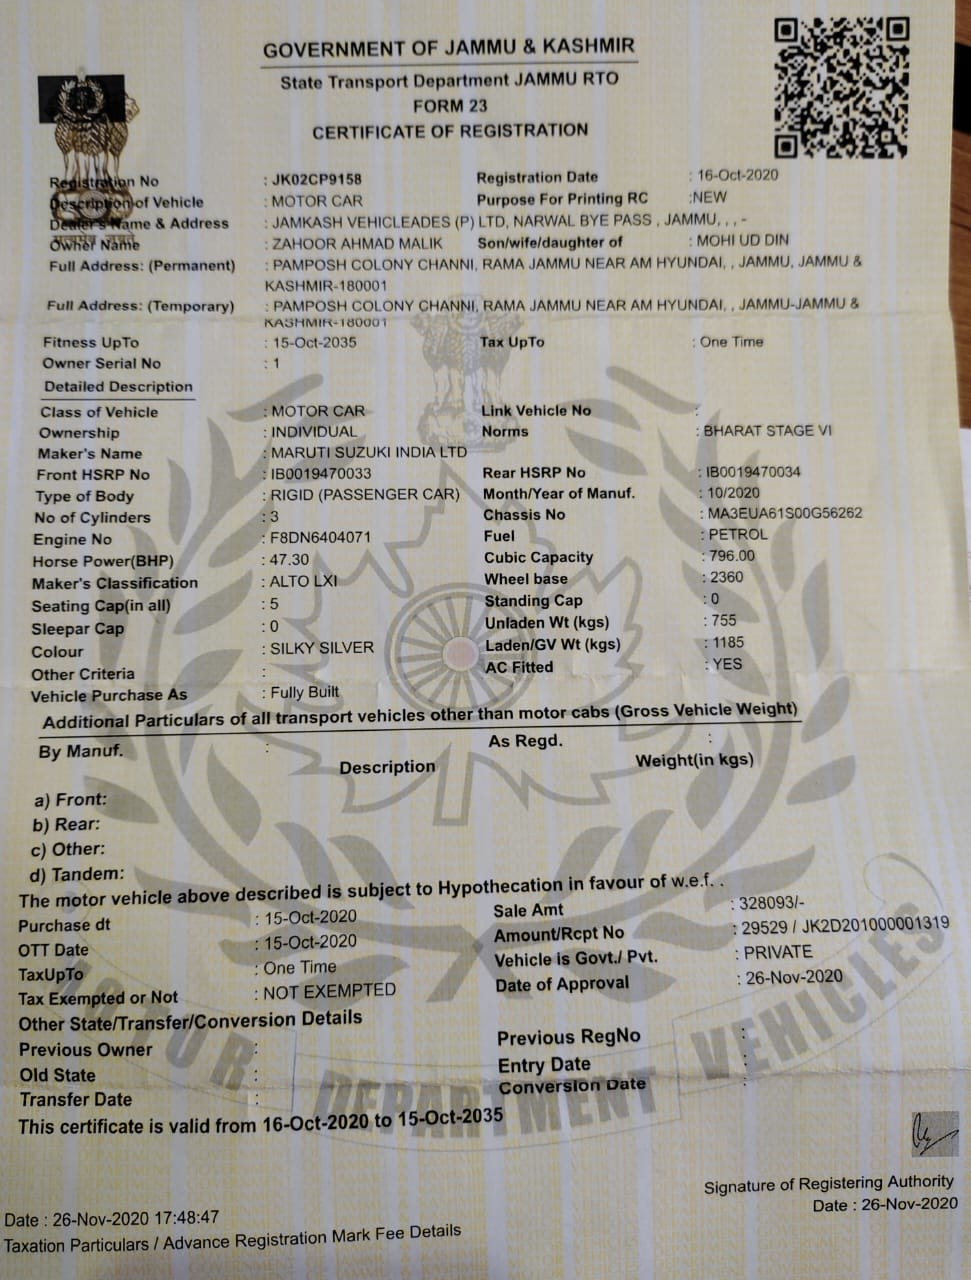 GOVERNMENT OF JAMMU & KASHMIR
State Transport Department JAMMU RTO
FORM 23
CERTIFICATE OF REGISTRATION
Registration No : JK02CP9158 Registration Date : 16-Oct-2020
Description of Vehicle : MOTOR CAR Purpose For Printing RC :NEW
Dealer's Name & Address : JAMKASH VEHICLEADES (P) LTD, NARWAL BYE PASS , JAMMU, , , -
Owner Name : ZAHOOR AHMAD MALIK Son/wife/daughter of : MOHI UD DIN
Full Address: (Permanent) : PAMPOSH COLONY CHANNI, RAMA JAMMU NEAR AM HYUNDAI, , JAMMU, JAMMU &
KASHMIR-180001
Full Address: (Temporary) : PAMPOSH COLONY CHANNI, RAMA JAMMU NEAR AM HYUNDAI, , JAMMU-JAMMU &
KASHMIR-180001
Fitness UpTo : 15-Oct-2035 Tax UpTo : One Time
Owner Serial No : 1
Detailed Description
Class of Vehicle : MOTOR CAR Link Vehicle No :
Ownership : INDIVIDUAL Norms : BHARAT STAGE VI
Maker's Name : MARUTI SUZUKI INDIA LTD
Front HSRP No : IB0019470033 Rear HSRP No : IB0019470034
Type of Body : RIGID (PASSENGER CAR) Month/Year of Manuf. : 10/2020
No of Cylinders : 3 Chassis No : MA3EUA61S00G56262
Engine No : F8DN6404071 Fuel : PETROL
Horse Power(BHP) : 47.30 Cubic Capacity : 796.00
Maker's Classification : ALTO LXI Wheel base : 2360
Seating Cap(in all) : 5 Standing Cap : 0
Sleepar Cap : 0 Unladen Wt (kgs) : 755
Colour : SILKY SILVER Laden/GV Wt (kgs) : 1185
Other Criteria : AC Fitted : YES
Vehicle Purchase As : Fully Built
Additional Particulars of all transport vehicles other than motor cabs (Gross Vehicle Weight)
By Manuf. : As Regd. :
Description Weight(in kgs)
a) Front:
b) Rear:
c) Other:
d) Tandem:
The motor vehicle above described is subject to Hypothecation in favour of w.e.f. .
Purchase dt : 15-Oct-2020 Sale Amt : 328093/-
OTT Date : 15-Oct-2020 Amount/Rcpt No : 29529 / JK2D201000001319
TaxUpTo : One Time Vehicle is Govt./ Pvt. : PRIVATE
Tax Exempted or Not : NOT EXEMPTED Date of Approval : 26-Nov-2020
Other State/Transfer/Conversion Details
Previous Owner : Previous RegNo :
Old State : Entry Date :
Transfer Date : Conversion Date :
This certificate is valid from 16-Oct-2020 to 15-Oct-2035
MOTOR VEHICLES DEPARTMENT
Signature of Registering Authority
Date : 26-Nov-2020
Date : 26-Nov-2020 17:48:47
Taxation Particulars / Advance Registration Mark Fee Details